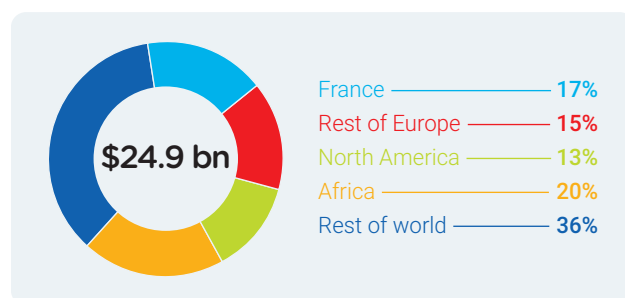 $24.9 bn
France 17%
Rest of Europe 15%
North America 13%
Africa 20%
Rest of world 36%